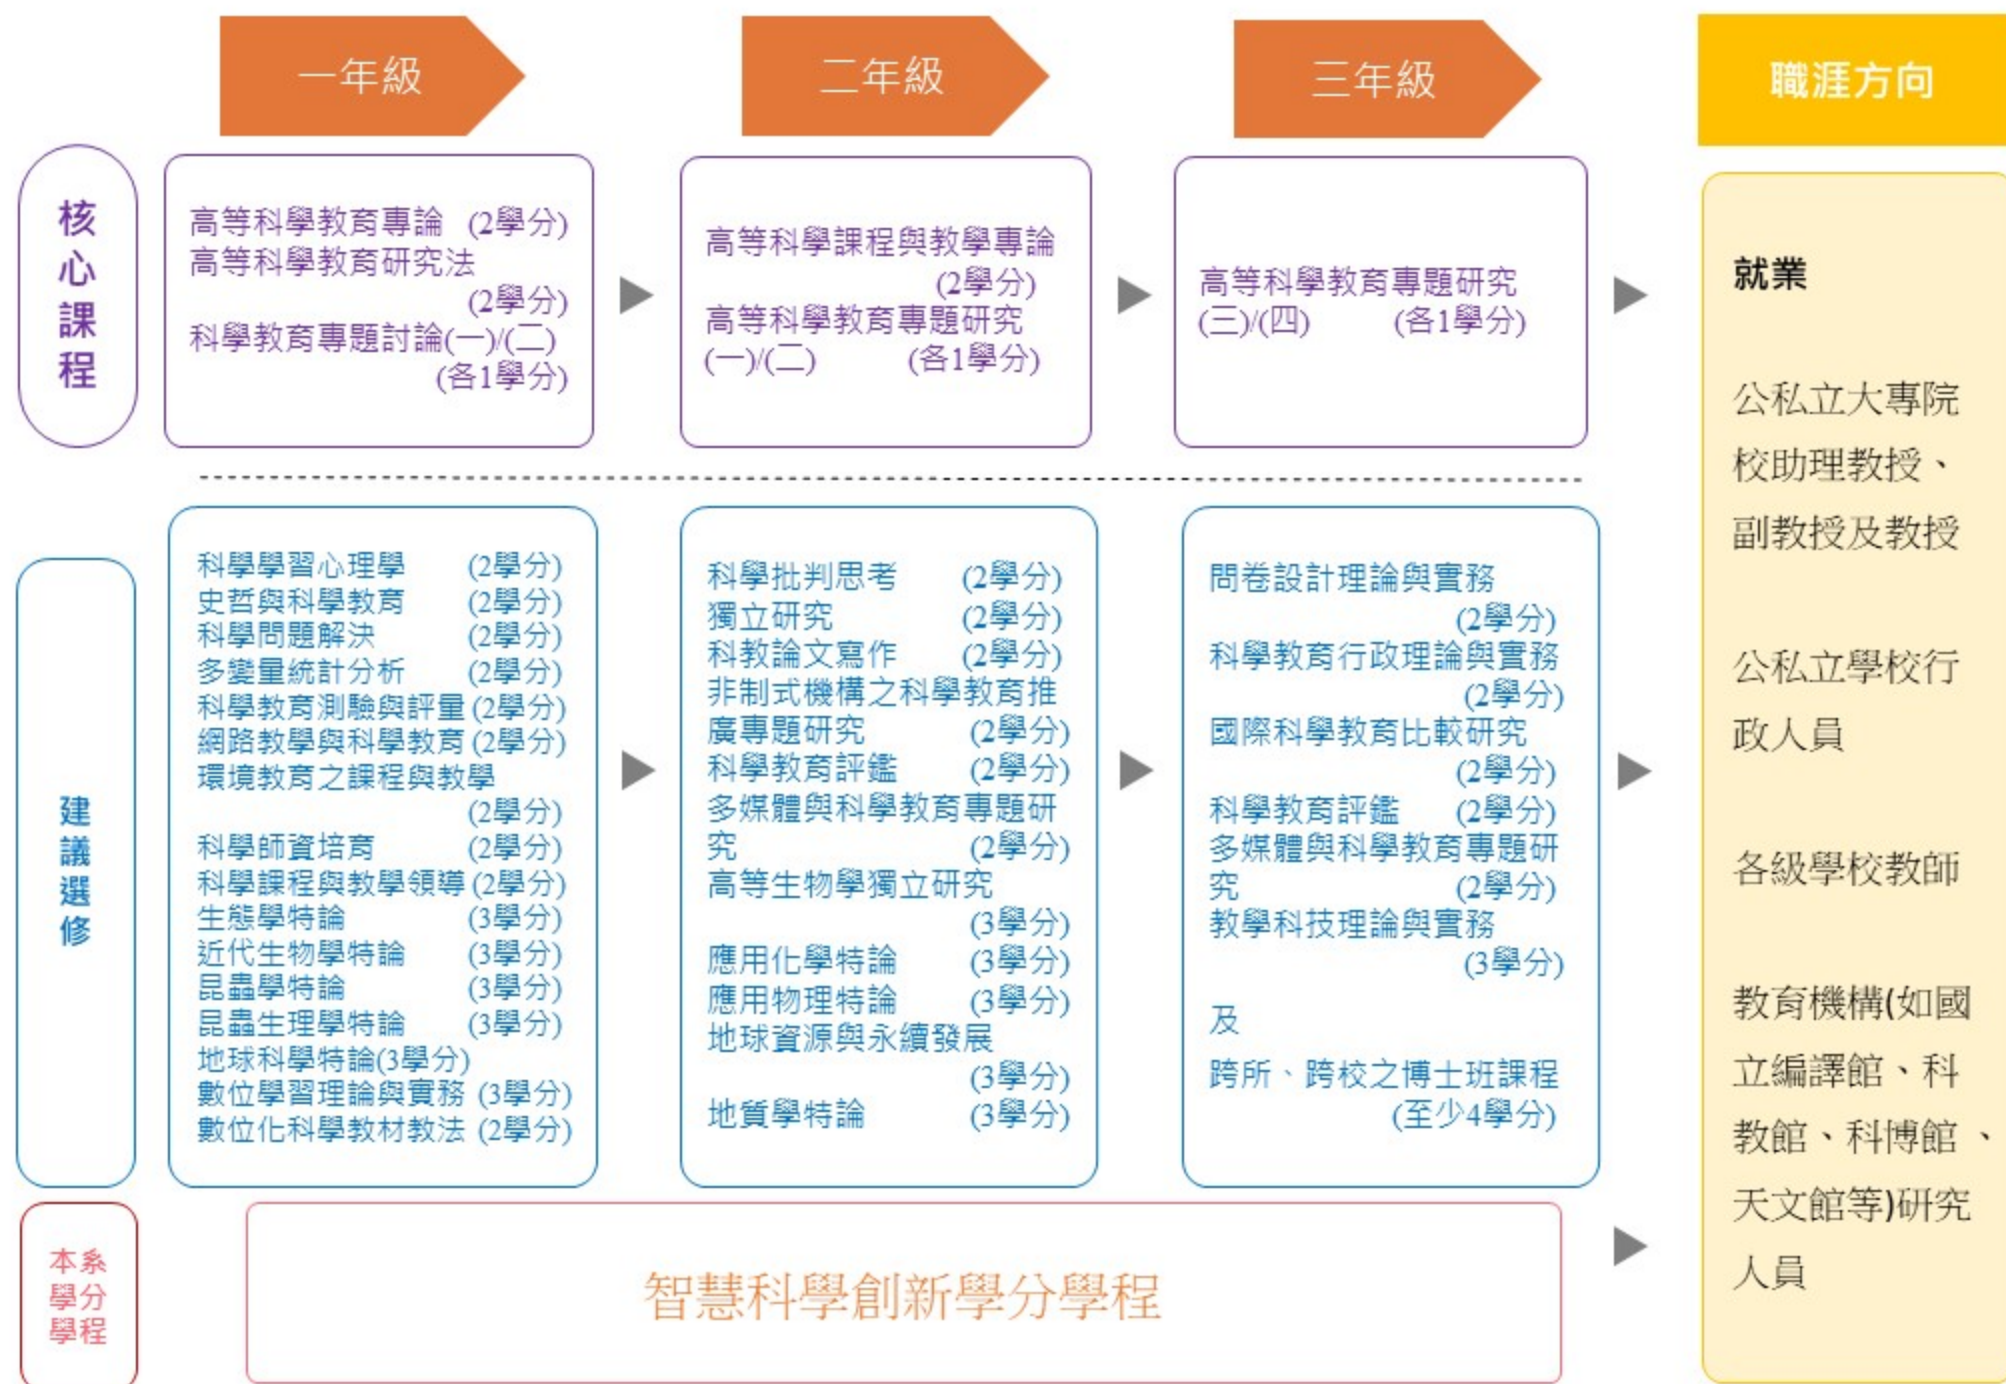 一年級
二年級
三年級
職涯方向
核心課程
高等科學教育專論 (2學分)
高等科學教育研究法
(2學分)
科學教育專題討論(一)/(二)
(各1學分)
高等科學課程與教學專論
(2學分)
高等科學教育專題研究
(一)/(二) (各1學分)
高等科學教育專題研究
(三)/(四) (各1學分)
建議選修
科學學習心理學 (2學分)
史哲與科學教育 (2學分)
科學問題解決 (2學分)
多變量統計分析 (2學分)
科學教育測驗與評量 (2學分)
網路教學與科學教育 (2學分)
環境教育之課程與教學
(2學分)
科學師資培育 (2學分)
科學課程與教學領導 (2學分)
生態學特論 (3學分)
近代生物學特論 (3學分)
昆蟲學特論 (3學分)
昆蟲生理學特論 (3學分)
地球科學特論(3學分)
數位學習理論與實務 (3學分)
數位化科學教材教法 (2學分)
科學批判思考 (2學分)
獨立研究 (2學分)
科教論文寫作 (2學分)
非制式機構之科學教育推
廣專題研究 (2學分)
科學教育評鑑 (2學分)
多媒體與科學教育專題研
究 (2學分)
高等生物學獨立研究
(3學分)
應用化學特論 (3學分)
應用物理特論 (3學分)
地球資源與永續發展
(3學分)
地質學特論 (3學分)
問卷設計理論與實務
(2學分)
科學教育行政理論與實務
(2學分)
國際科學教育比較研究
(2學分)
科學教育評鑑 (2學分)
多媒體與科學教育專題研
究 (2學分)
教學科技理論與實務
(3學分)
及
跨所、跨校之博士班課程
(至少4學分)
本系
學分
學程
智慧科學創新學分學程
就業
公私立大專院
校助理教授、
副教授及教授
公私立學校行
政人員
各級學校教師
教育機構(如國
立編譯館、科
教館、科博館、
天文館等)研究
人員